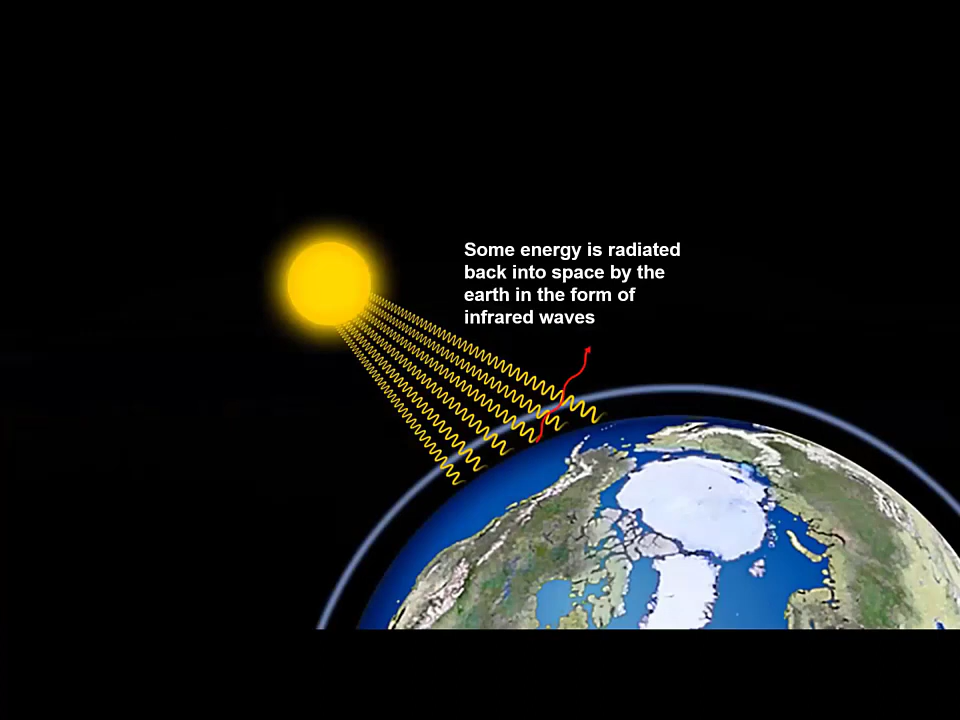 Some energy is radiated
back into space by the
earth in the form of
infrared waves